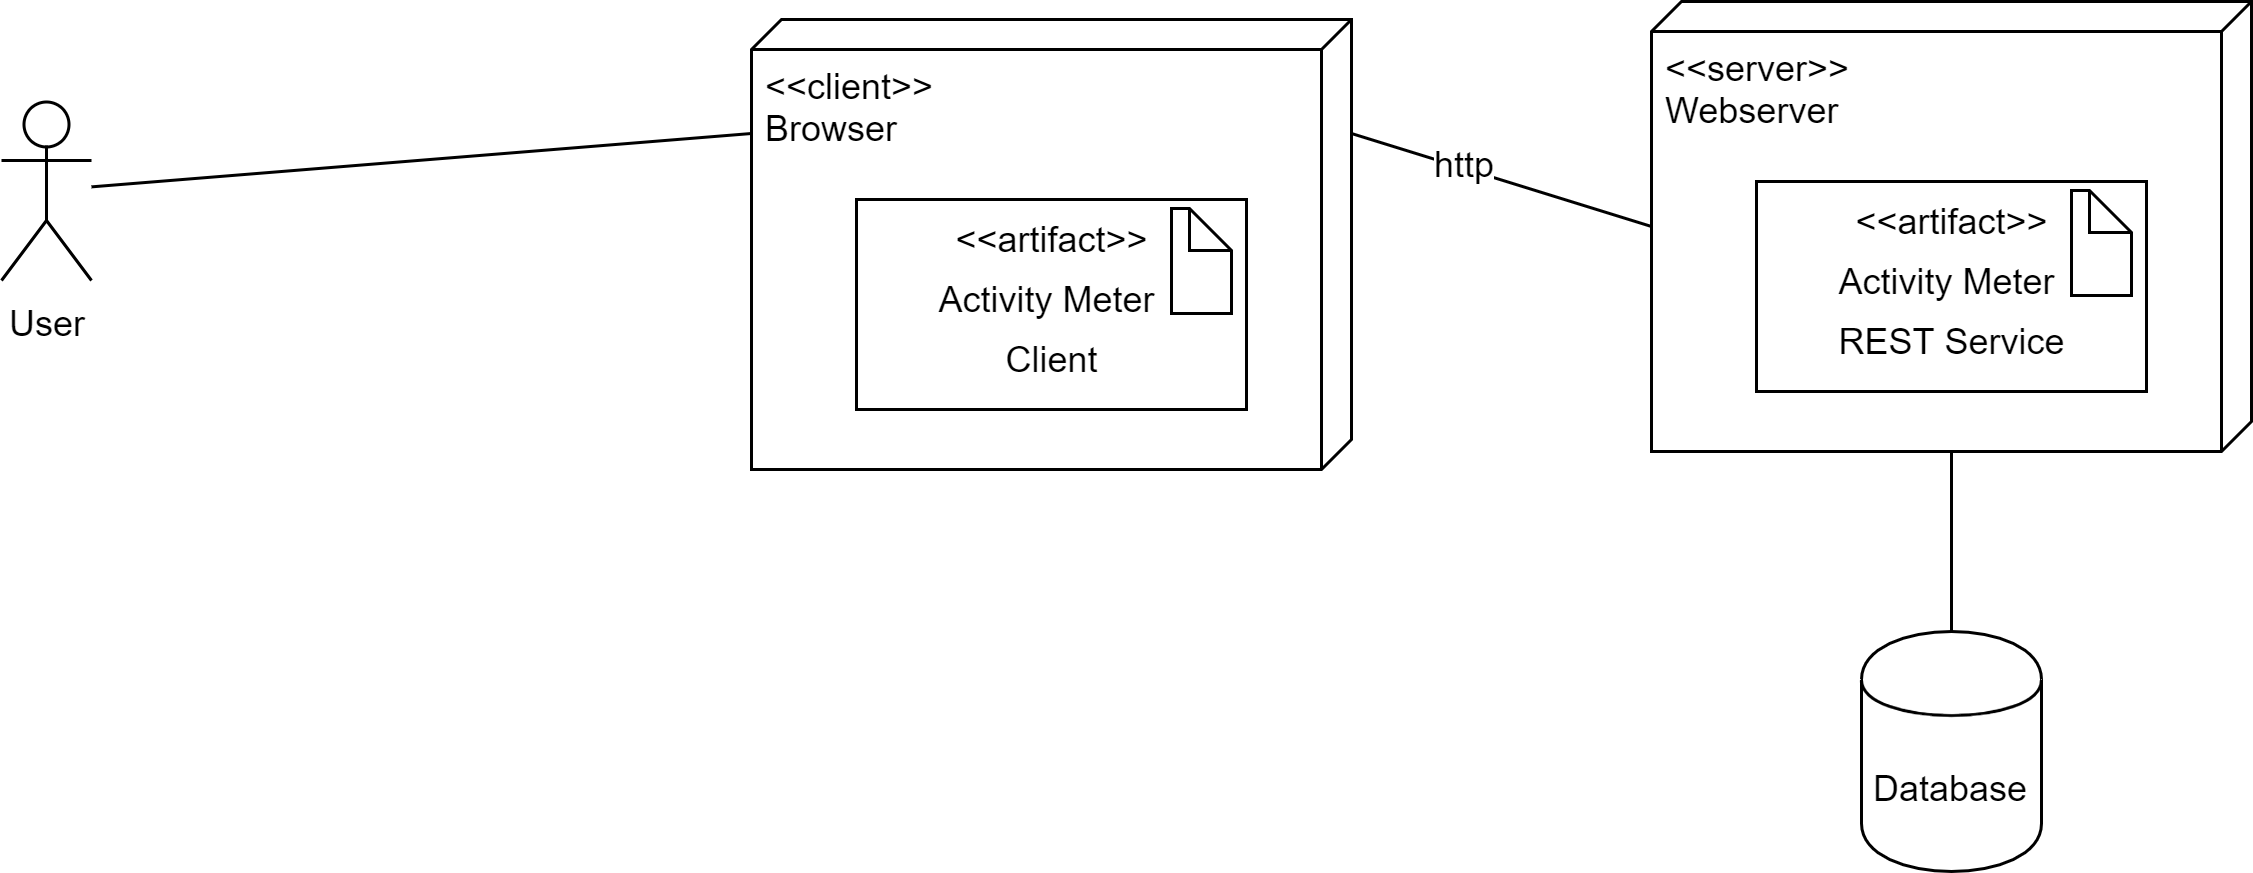 User
<<client>>
Browser
<<artifact>>
Activity Meter
Client
http
<<server>>
Webserver
<<artifact>>
Activity Meter
REST Service
Database